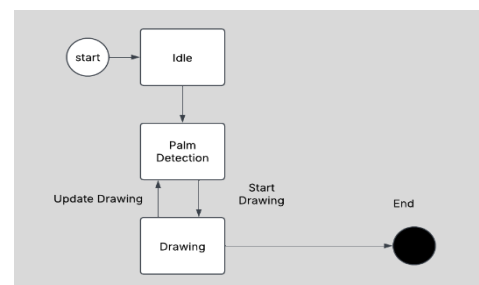 start
Idle
Palm
Detection
Update Drawing
Start
Drawing
End
Drawing